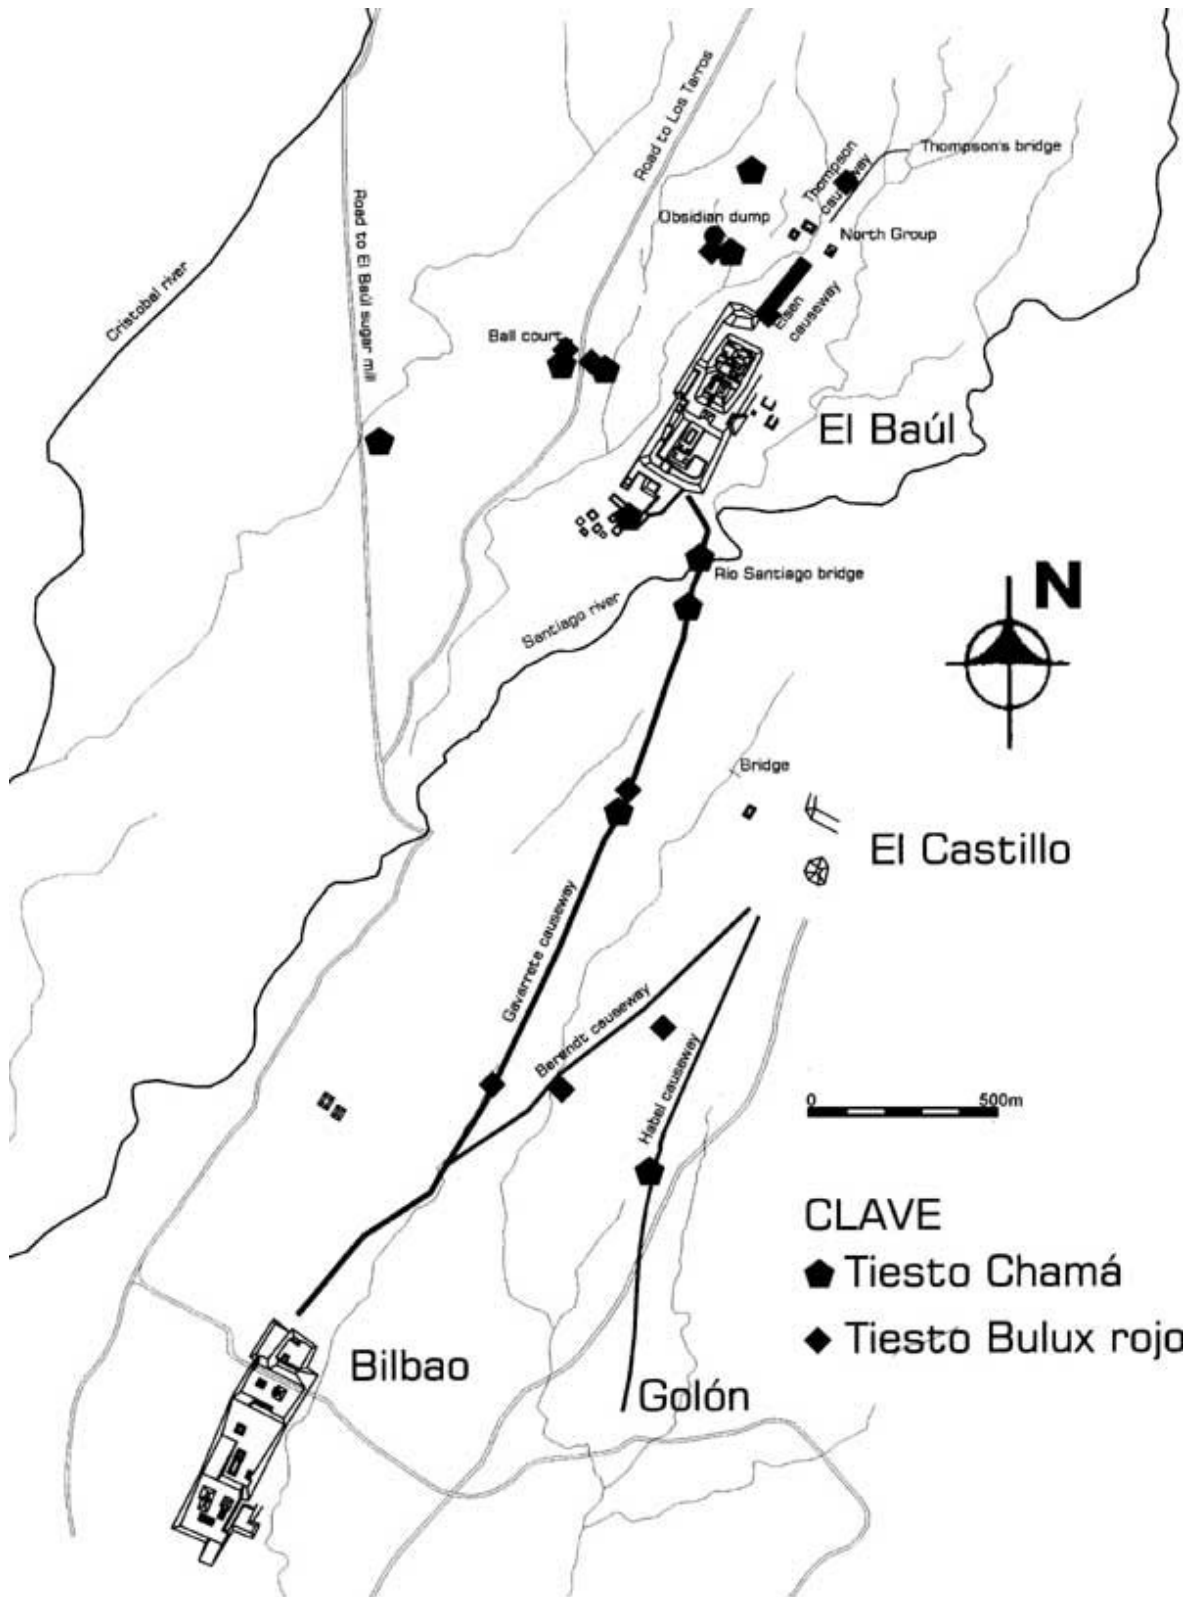 Road to Los Tarros
Thompson's bridge
Thompson
causeway
Road to El Baúl sugar mill
Obsidian dump
North Group
Cristobal river
Eisen
causeway
Ball court
El Baúl
Río Santiago bridge
N
Santiago river
Bridge
El Castillo
Gavarrete causeway
Berendt causeway
Habel causeway
0 500m
CLAVE
Tiesto Chamá
Tiesto Bulux rojo
Bilbao
Golón